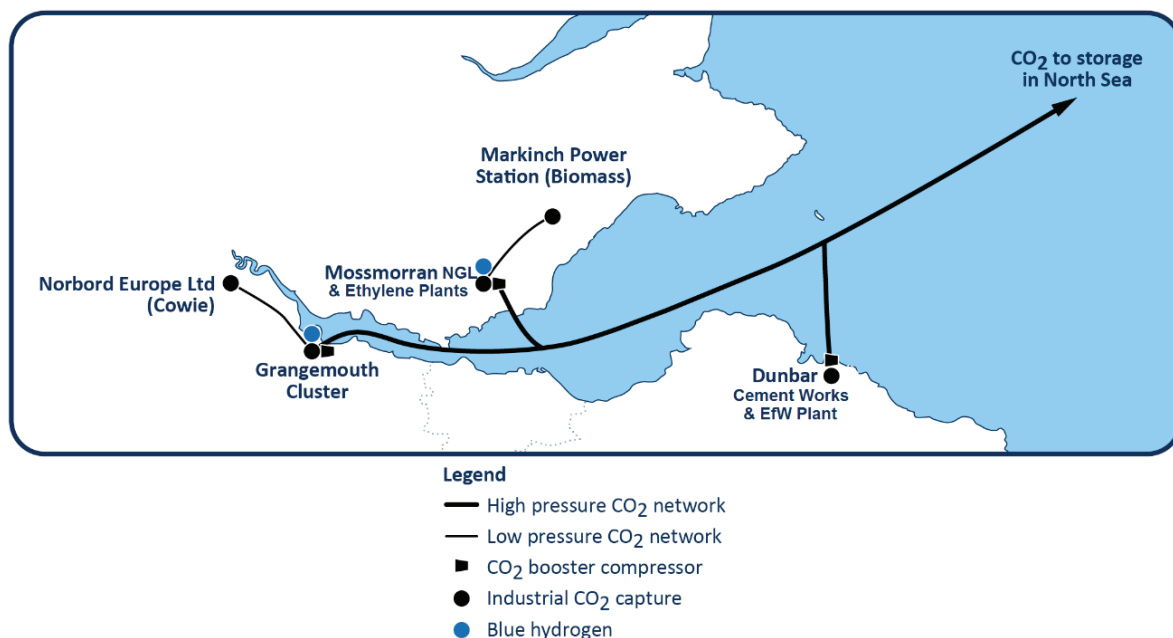 CO2 to storage
in North Sea
Markinch Power
Station (Biomass)
Mossmorran NGL
& Ethylene Plants
Norbord Europe Ltd
(Cowie)
Grangemouth
Cluster
Dunbar
Cement Works
& EfW Plant
Legend
High pressure CO2 network
Low pressure CO2 network
CO2 booster compressor
Industrial CO2 capture
Blue hydrogen